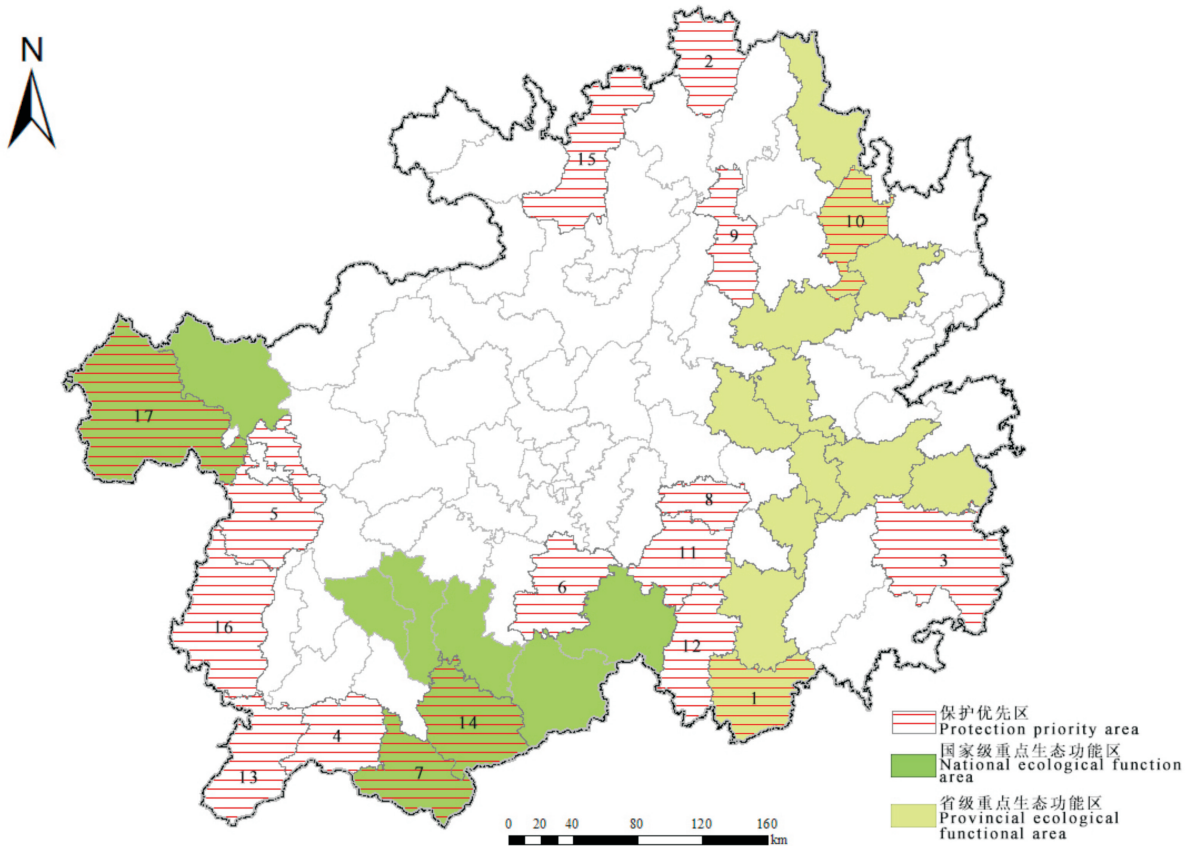 N
2
15
10
9
17
5
8
11
3
6
16
12
1
14
4
13
7
保护优先区
Protection priority area
国家级重点生态功能区
National ecological function
area
省级重点生态功能区
Provincial ecological
functional area
0 20 40 80 120 160
km